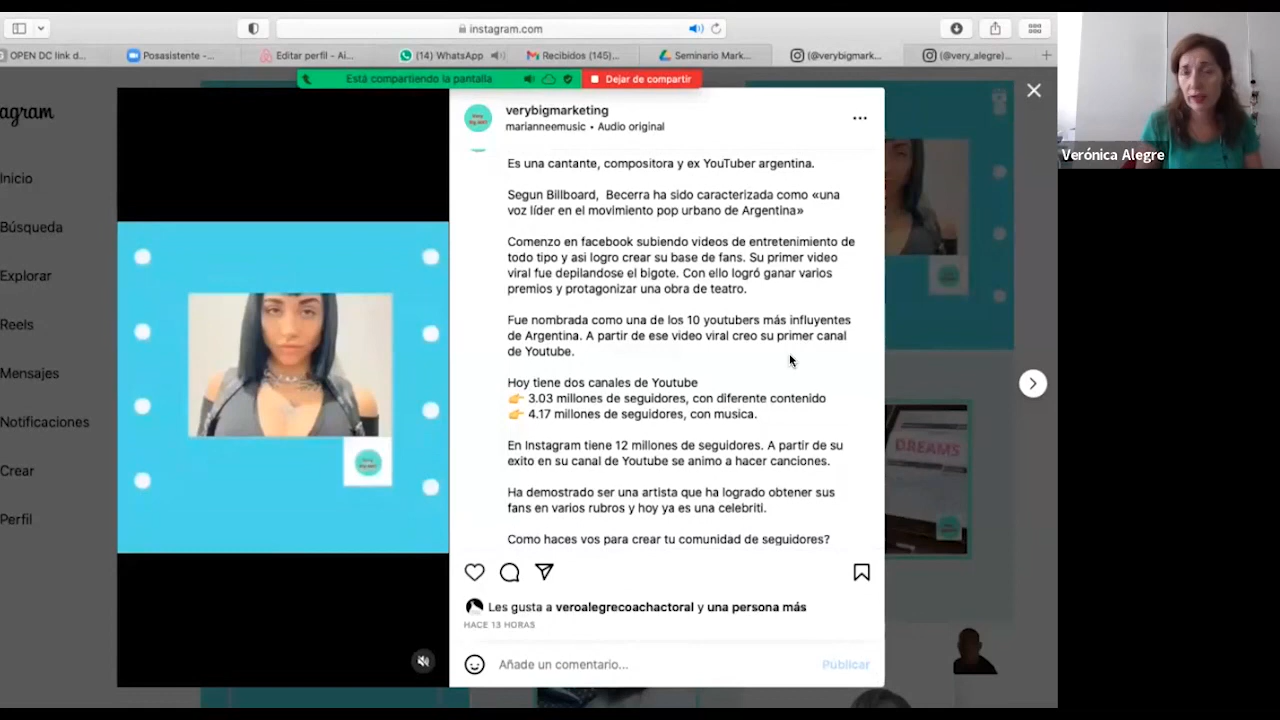 instagram.com
OPEN DC link d...
Posasistente -...
Editar perfil - Ai...
(14) WhatsApp
Recibidos (145)...
Seminario Mark...
(@verybigmark...
(@very_alegre)...
Está compartiendo la pantalla
Dejar de compartir
agram
Inicio
Búsqueda
Explorar
Reels
Mensajes
Notificaciones
Crear
Perfil
verybigmarketing
marianneemusic • Audio original
Es una cantante, compositora y ex YouTuber argentina.
Segun Billboard, Becerra ha sido caracterizada como «una
voz líder en el movimiento pop urbano de Argentina»
Comenzo en facebook subiendo videos de entretenimiento de
todo tipo y asi logro crear su base de fans. Su primer video
viral fue depilandose el bigote. Con ello logró ganar varios
premios y protagonizar una obra de teatro.
Fue nombrada como una de los 10 youtubers más influyentes
de Argentina. A partir de ese video viral creo su primer canal
de Youtube.
Hoy tiene dos canales de Youtube
👉 3.03 millones de seguidores, con diferente contenido
👉 4.17 millones de seguidores, con musica.
En Instagram tiene 12 millones de seguidores. A partir de su
exito en su canal de Youtube se animo a hacer canciones.
Ha demostrado ser una artista que ha logrado obtener sus
fans en varios rubros y hoy ya es una celebriti.
Como haces vos para crear tu comunidad de seguidores?
Les gusta a veroalegrecoachactoral y una persona más
HACE 13 HORAS
Añade un comentario...
Publicar
DREAMS
Verónica Alegre